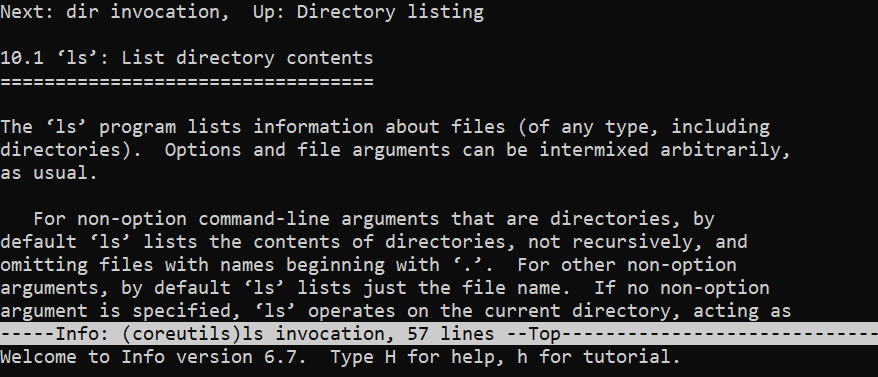 Next: dir invocation,  Up: Directory listing
10.1 ‘ls’: List directory contents
==================================
The ‘ls’ program lists information about files (of any type, including
directories).  Options and file arguments can be intermixed arbitrarily,
as usual.
   For non-option command-line arguments that are directories, by
default ‘ls’ lists the contents of directories, not recursively, and
omitting files with names beginning with ‘.’.  For other non-option
arguments, by default ‘ls’ lists just the file name.  If no non-option
argument is specified, ‘ls’ operates on the current directory, acting as
-----Info: (coreutils)ls invocation, 57 lines --Top-----------------------------
Welcome to Info version 6.7.  Type H for help, h for tutorial.